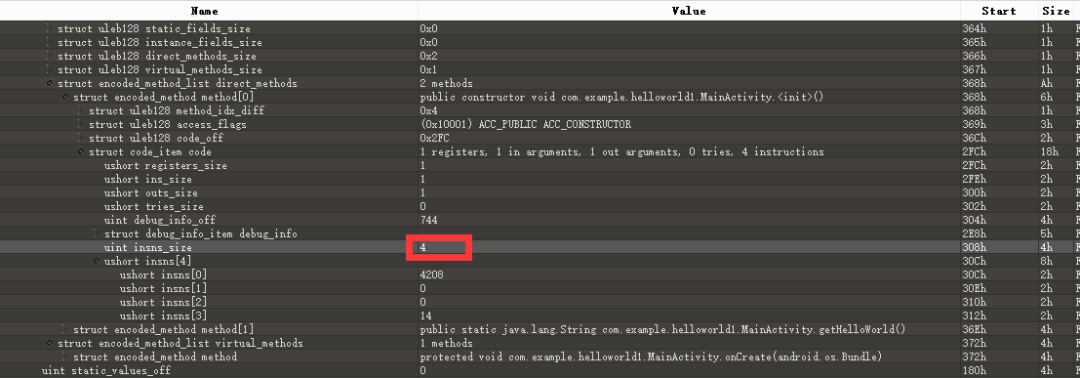 Name Value Start Size
struct uleb128 static_fields_size 0x0 364h 1h F
struct uleb128 instance_fields_size 0x0 365h 1h F
struct uleb128 direct_methods_size 0x2 366h 1h F
struct uleb128 virtual_methods_size 0x1 367h 1h F
struct encoded_method_list direct_methods 2 methods 368h Ah F
struct encoded_method method[0] public constructor void com.example.helloworld1.MainActivity.<init>() 368h 6h F
struct uleb128 method_idx_diff 0x4 368h 1h F
struct uleb128 access_flags (0x10001) ACC_PUBLIC ACC_CONSTRUCTOR 369h 3h F
struct uleb128 code_off 0x2FC 36Ch 2h F
struct code_item code 1 registers, 1 in arguments, 1 out arguments, 0 tries, 4 instructions 2FCh 18h F
ushort registers_size 1 2FCh 2h F
ushort ins_size 1 2FEh 2h F
ushort outs_size 1 300h 2h F
ushort tries_size 0 302h 2h F
uint debug_info_off 744 304h 4h F
struct debug_info_item debug_info 2E8h 5h F
uint insns_size 4 308h 4h F
ushort insns[4] 30Ch 8h F
ushort insns[0] 4208 30Ch 2h F
ushort insns[1] 0 30Eh 2h F
ushort insns[2] 0 310h 2h F
ushort insns[3] 14 312h 2h F
struct encoded_method method[1] public static java.lang.String com.example.helloworld1.MainActivity.getHelloWorld() 36Eh 4h F
struct encoded_method_list virtual_methods 1 methods 372h 4h F
struct encoded_method method protected void com.example.helloworld1.MainActivity.onCreate(android.os.Bundle) 372h 4h F
uint static_values_off 0 180h 4h F